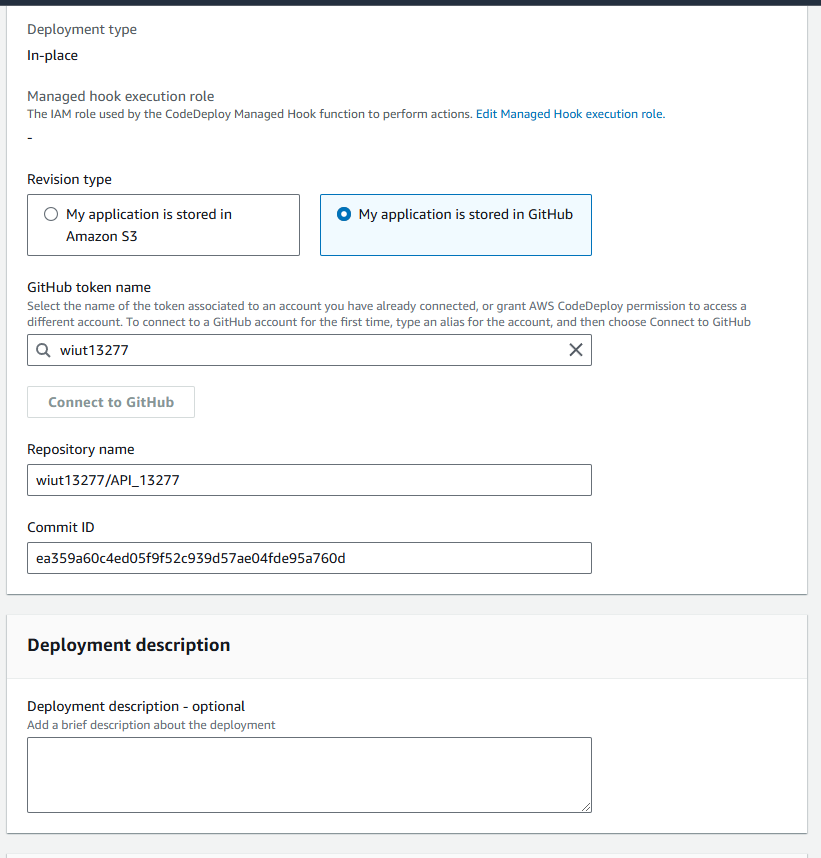 Deployment type
In-place
Managed hook execution role
The IAM role used by the CodeDeploy Managed Hook function to perform actions. Edit Managed Hook execution role.
-
Revision type
My application is stored in
Amazon S3
My application is stored in GitHub
GitHub token name
Select the name of the token associated to an account you have already connected, or grant AWS CodeDeploy permission to access a
different account. To connect to a GitHub account for the first time, type an alias for the account, and then choose Connect to GitHub
wiut13277
Connect to GitHub
Repository name
wiut13277/API_13277
Commit ID
ea359a60c4ed05f9f52c939d57ae04fde95a760d
Deployment description
Deployment description - optional
Add a brief description about the deployment